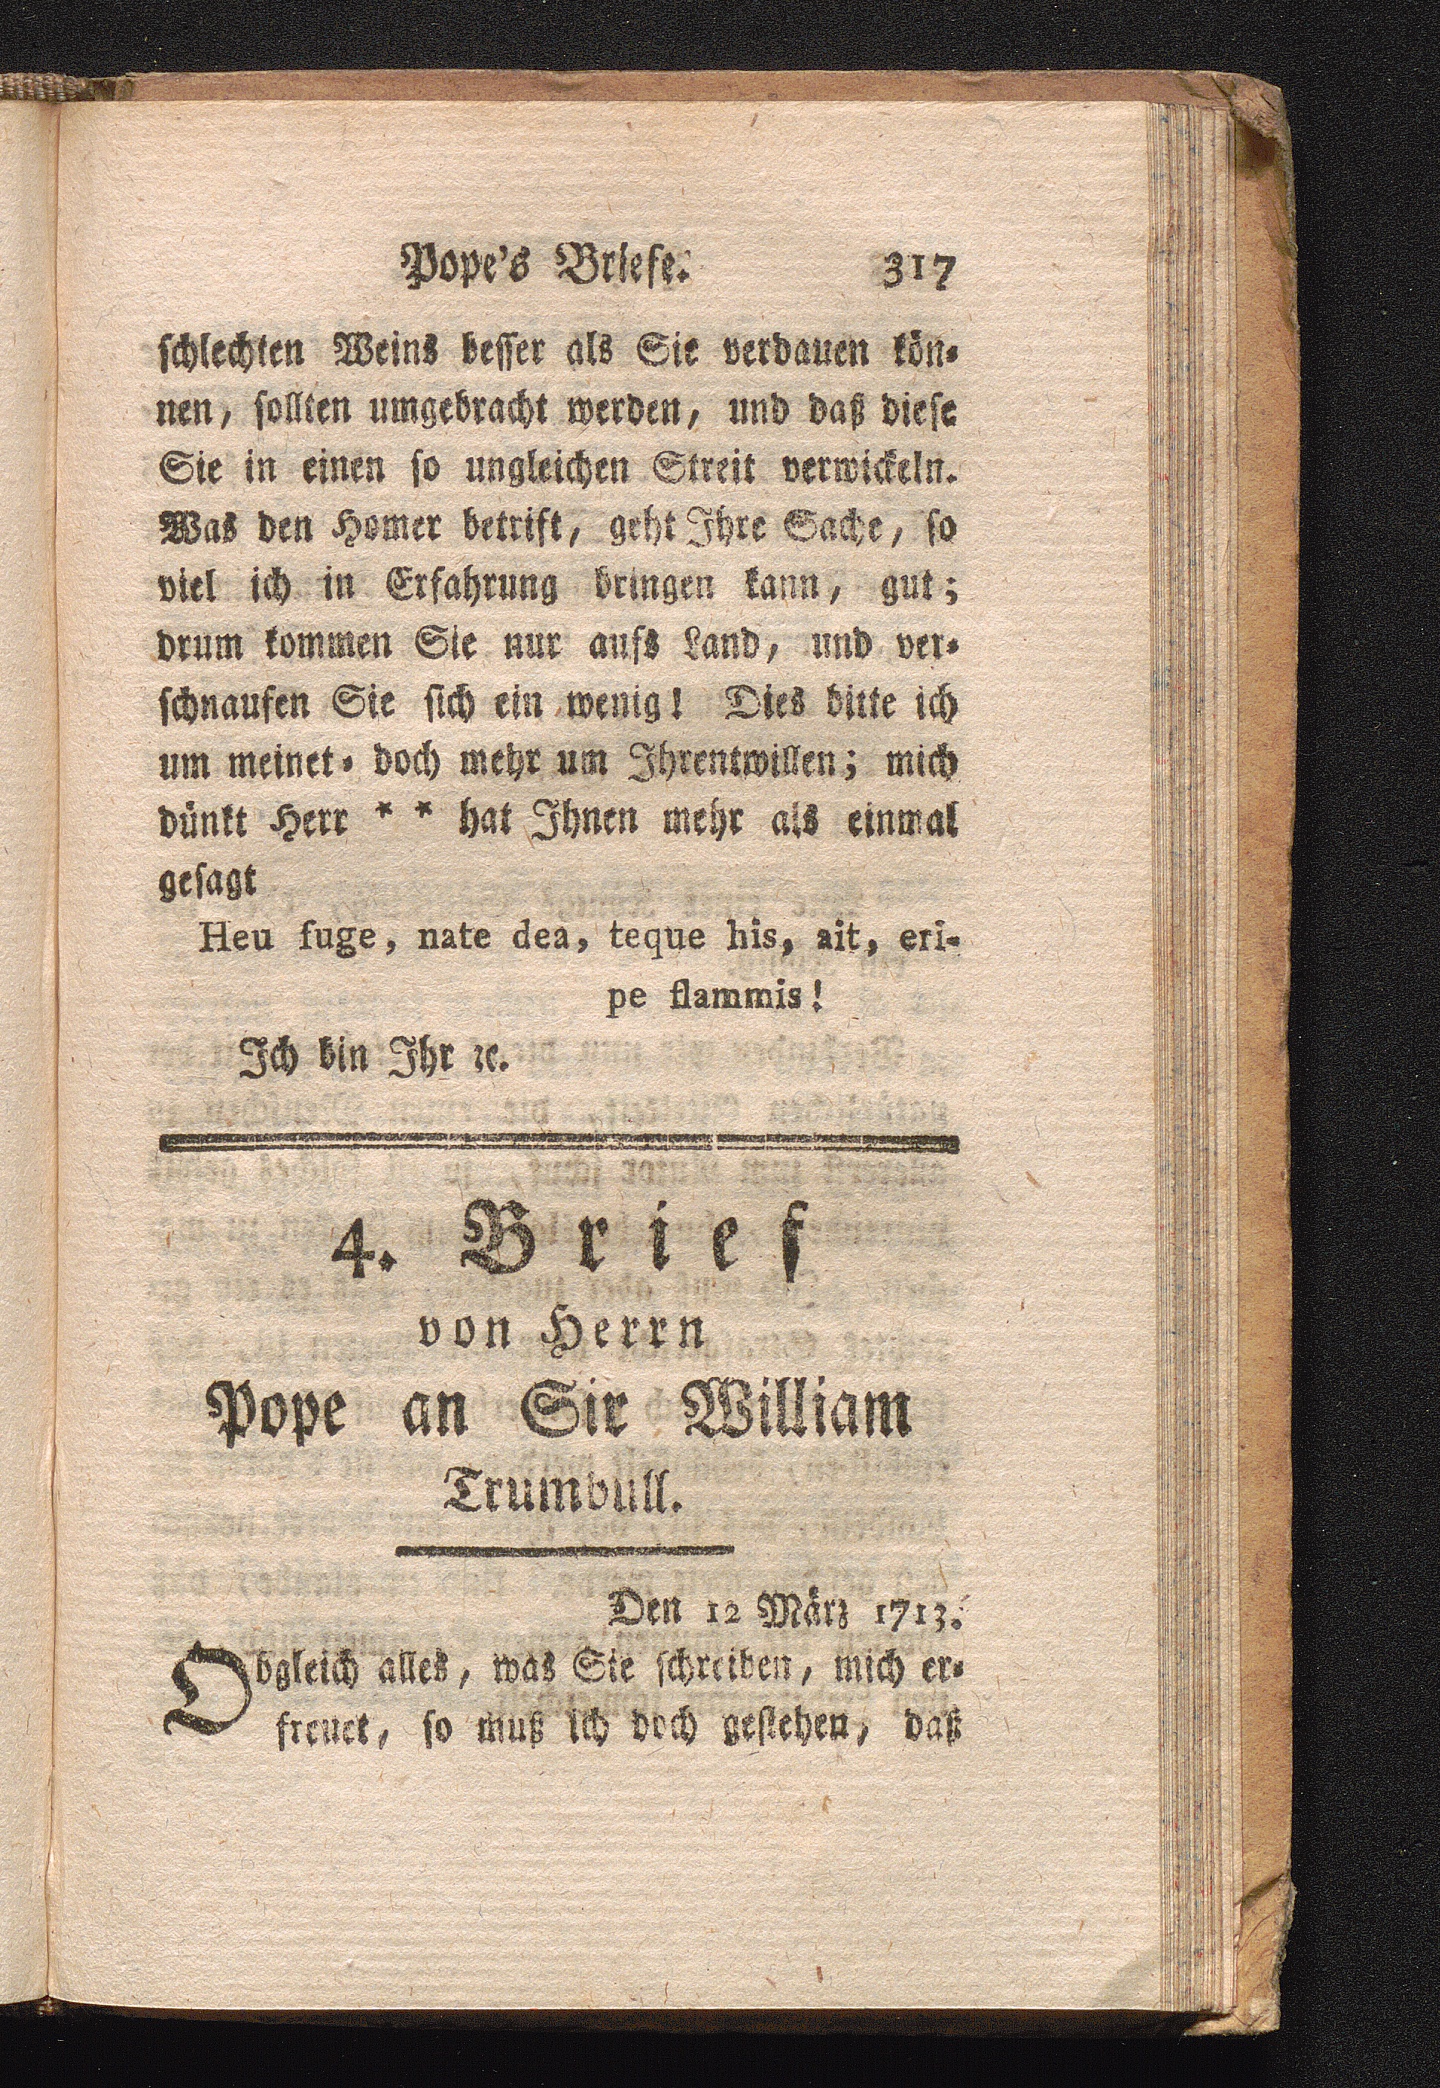 Pope's Briefe. 317
schlechten Weins besser als Sie verdauen kön-
nen, sollten umgebracht werden, und daß diese
Sie in einen so ungleichen Streit verwickeln.
Was den Homer betrift, geht Ihre Sache, so
viel ich in Erfahrung bringen kann, gut;
drum kommen Sie nur aufs Land, und ver-
schnaufen Sie sich ein wenig! Dies bitte ich
um meinet- doch mehr um Ihrentwillen; mich
dünkt Herr * * hat Ihnen mehr als einmal
gesagt
Heu fuge, nate dea, teque his, ait, eri-
pe flammis!
Ich bin Ihr ꝛc.
4. Brief
von Herrn
Pope an Sir William
Trumbull.
Den 12 März 1713.
Obgleich alles, was Sie schreiben, mich er-
freuet, so muß ich doch gestehen, daß